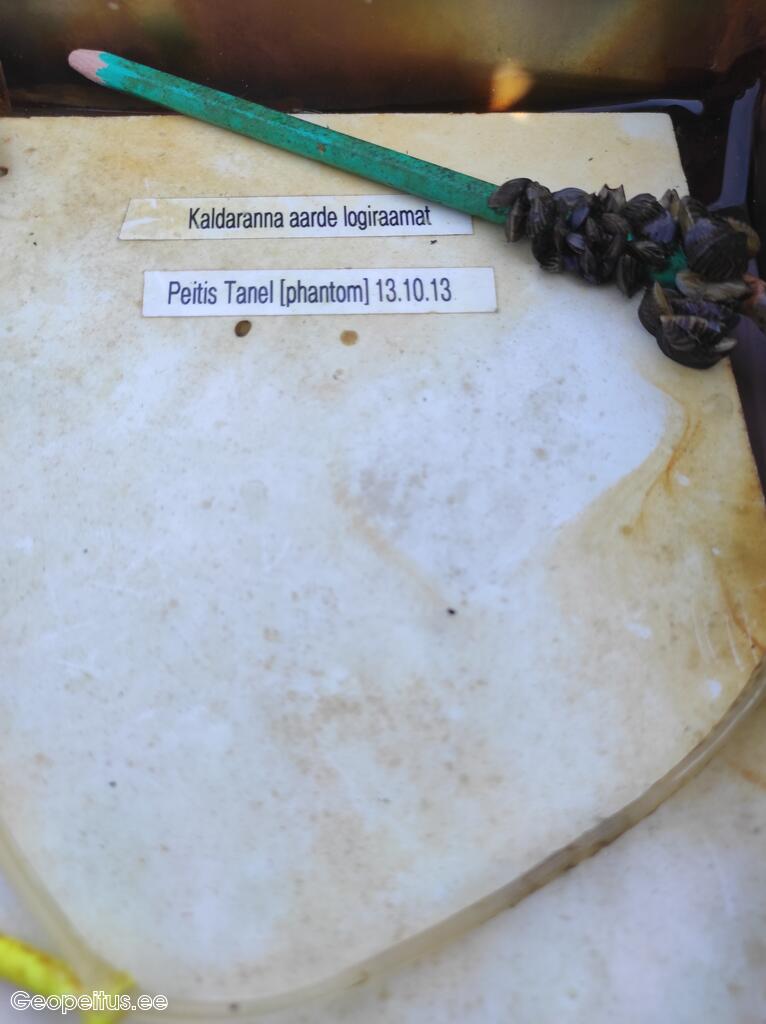 Kaldaranna aarde logiraamat
Peitis Tanel [phantom] 13.10.13
Geopeitus.ee